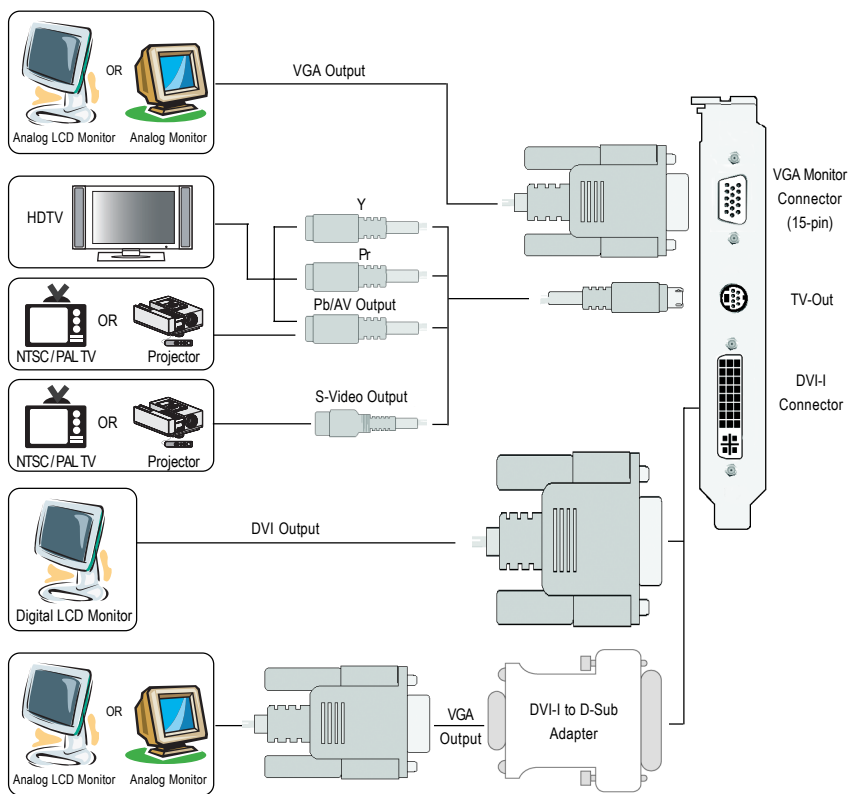 OR
Analog LCD Monitor
Analog Monitor
VGA Output
VGA Monitor
Connector
(15-pin)
HDTV
Y
Pr
Pb/AV Output
OR
NTSC/PAL TV
Projector
TV-Out
S-Video Output
OR
NTSC/PAL TV
Projector
DVI-I
Connector
DVI Output
Digital LCD Monitor
OR
Analog LCD Monitor
Analog Monitor
VGA
Output
DVI-I to D-Sub
Adapter